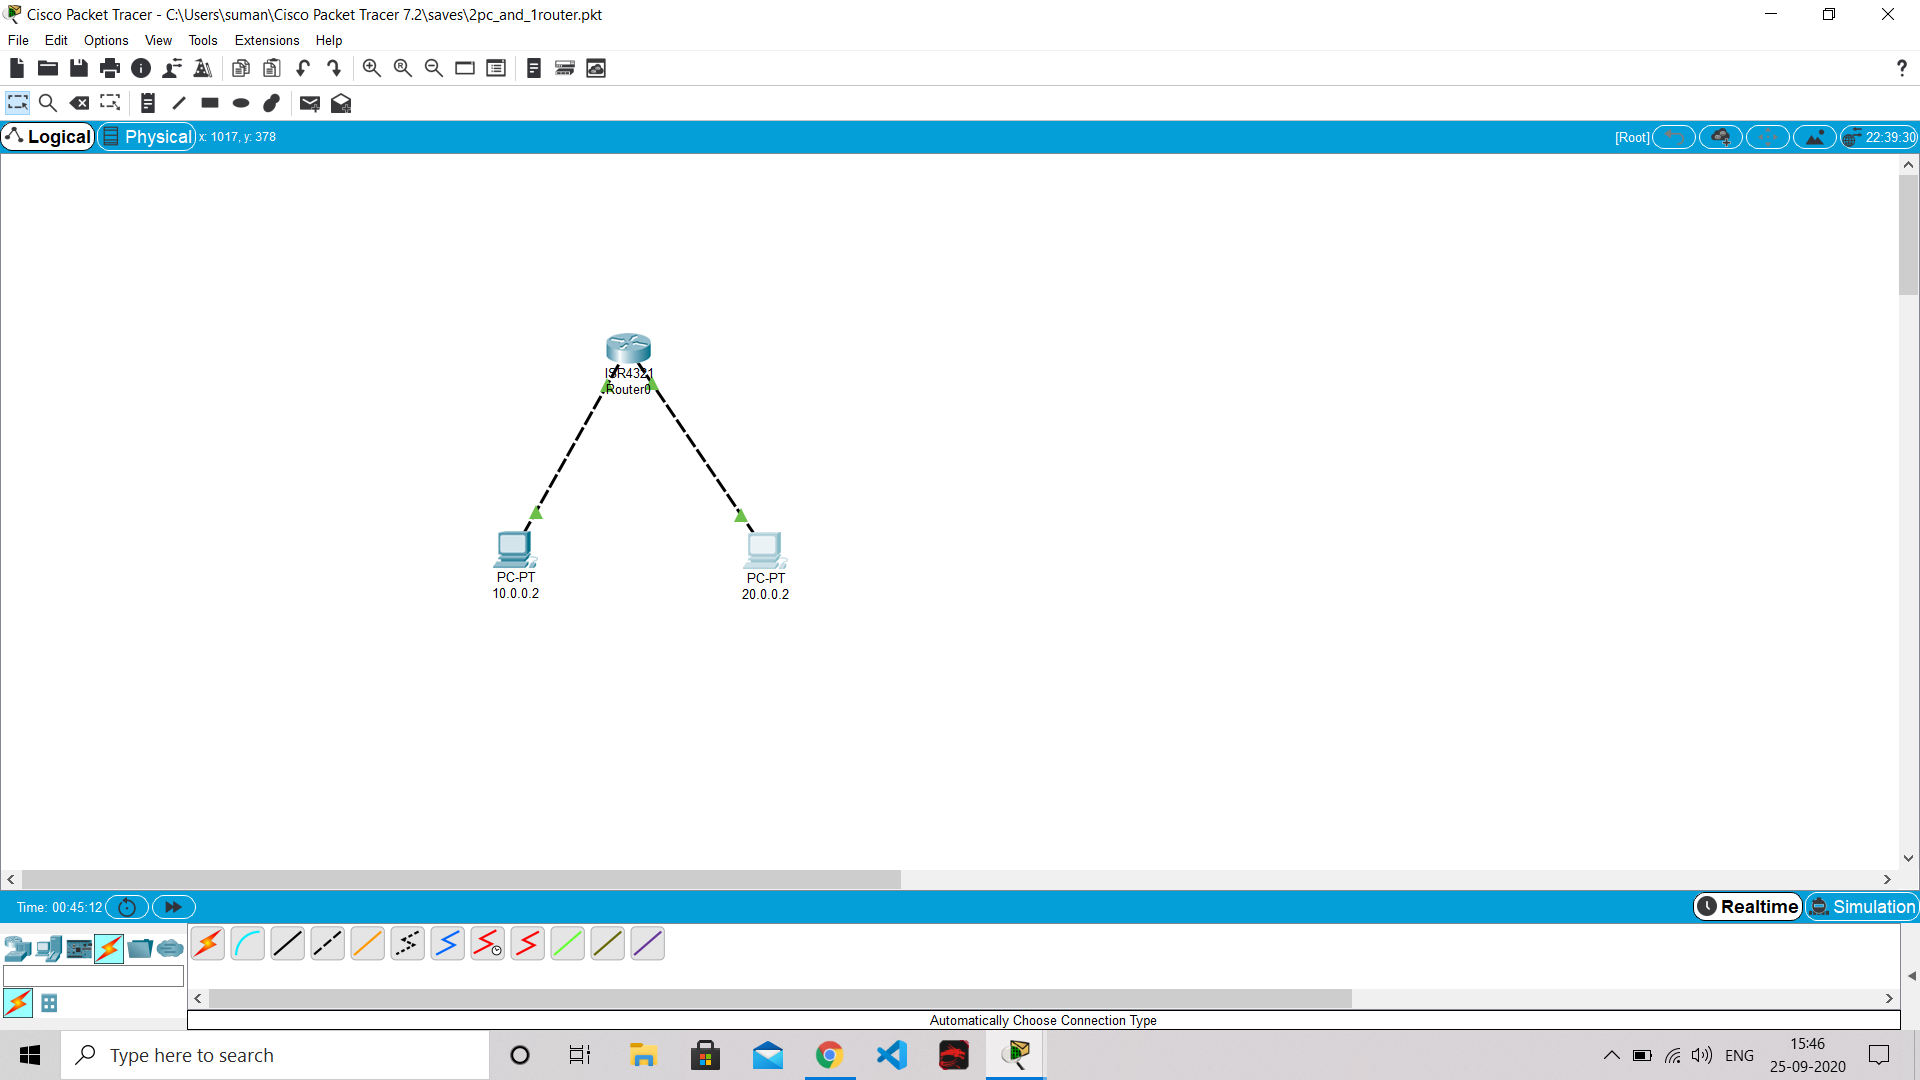 Cisco Packet Tracer - C:\Users\suman\Cisco Packet Tracer 7.2\saves\2pc_and_1router.pkt
File Edit Options View Tools Extensions Help
?
Logical Physical x: 1017, y: 378 [Root] 22:39:30
ISR4321
Router0
PC-PT
10.0.0.2
PC-PT
20.0.0.2
Time: 00:45:12 Realtime Simulation
Automatically Choose Connection Type
Type here to search
ENG
15:46
25-09-2020